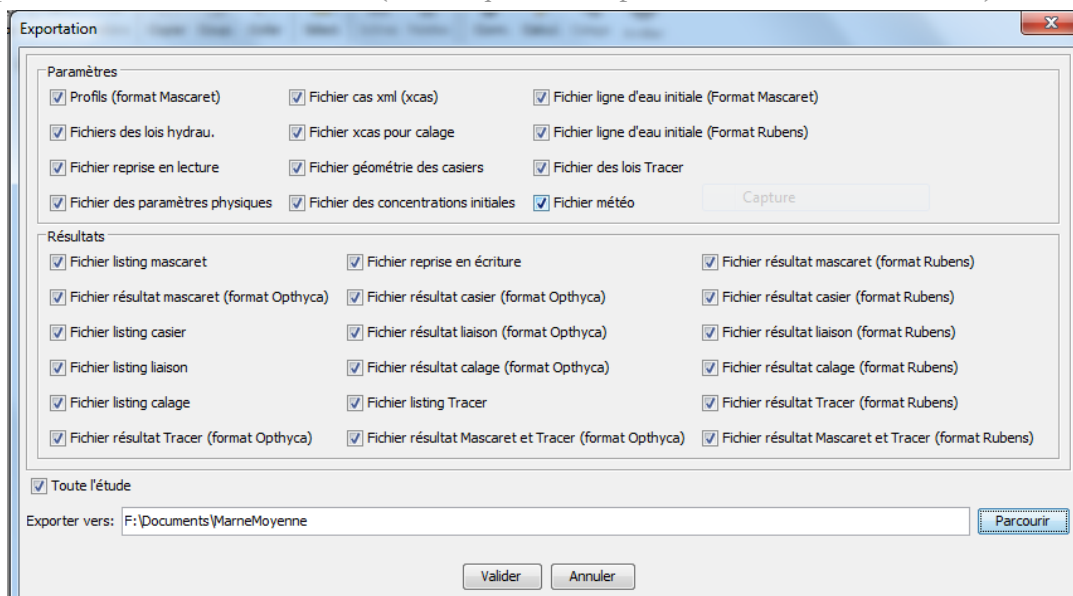 Exportation
Paramètres
Profils (format Mascaret) Fichier cas xml (xcas) Fichier ligne d'eau initiale (Format Mascaret)
Fichiers des lois hydrau. Fichier xcas pour calage Fichier ligne d'eau initiale (Format Rubens)
Fichier reprise en lecture Fichier géométrie des casiers Fichier des lois Tracer
Fichier des paramètres physiques Fichier des concentrations initiales Fichier météo Capture
Résultats
Fichier listing mascaret Fichier reprise en écriture Fichier résultat mascaret (format Rubens)
Fichier résultat mascaret (format Opthyca) Fichier résultat casier (format Opthyca) Fichier résultat casier (format Rubens)
Fichier listing casier Fichier résultat liaison (format Opthyca) Fichier résultat liaison (format Rubens)
Fichier listing liaison Fichier résultat calage (format Opthyca) Fichier résultat calage (format Rubens)
Fichier listing calage Fichier listing Tracer Fichier résultat Tracer (format Rubens)
Fichier résultat Tracer (format Opthyca) Fichier résultat Mascaret et Tracer (format Opthyca) Fichier résultat Mascaret et Tracer (format Rubens)
Toute l'étude
Exporter vers: F:\Documents\MarneMoyenne Parcourir
Valider Annuler